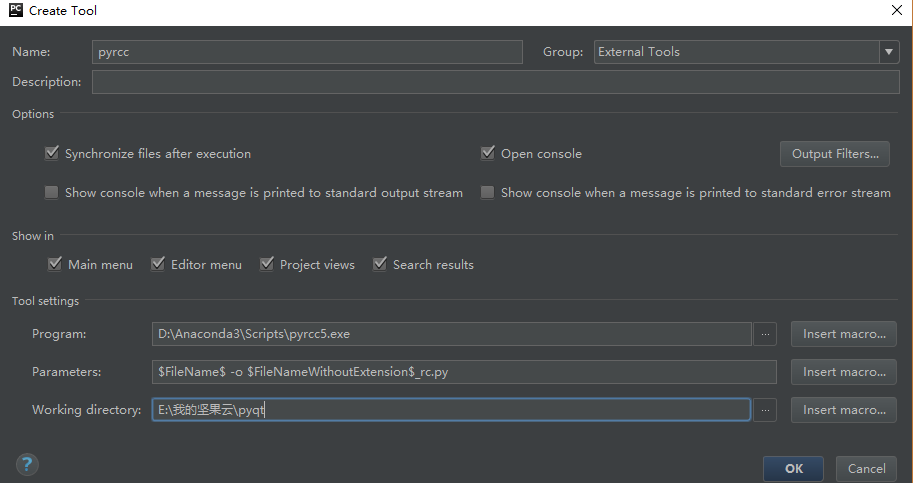 PC Create Tool
Name: pyrcc Group: External Tools
Description:
Options
Synchronize files after execution Open console Output Filters...
Show console when a message is printed to standard output stream Show console when a message is printed to standard error stream
Show in
Main menu Editor menu Project views Search results
Tool settings
Program: D:\Anaconda3\Scripts\pyrcc5.exe ... Insert macro...
Parameters: $FileName$ -o $FileNameWithoutExtension$_rc.py Insert macro...
Working directory: E:\我的坚果云\pyqt ... Insert macro...
? OK Cancel